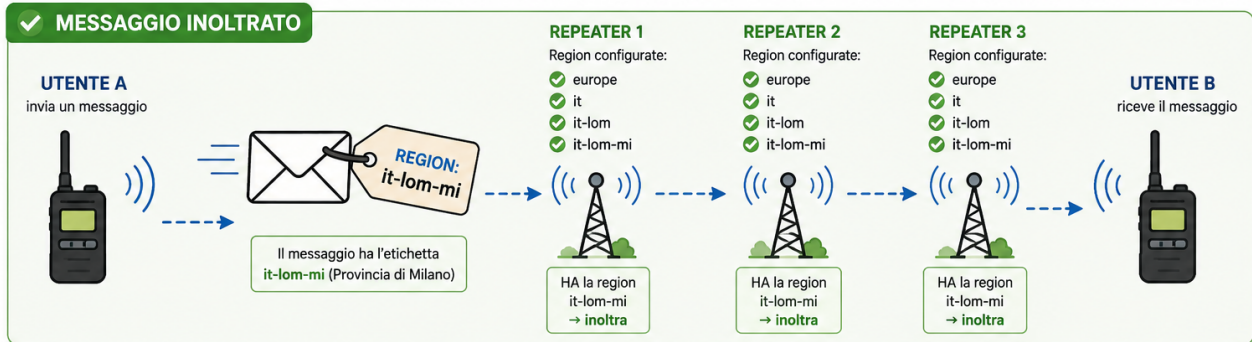 MESSAGGIO INOLTRATO
UTENTE A
invia un messaggio
REGION:
it-lom-mi
Il messaggio ha l'etichetta
it-lom-mi (Provincia di Milano)
REPEATER 1
Region configurate:
europe
it
it-lom
it-lom-mi
HA la region
it-lom-mi
→ inoltra
REPEATER 2
Region configurate:
europe
it
it-lom
it-lom-mi
HA la region
it-lom-mi
→ inoltra
REPEATER 3
Region configurate:
europe
it
it-lom
it-lom-mi
HA la region
it-lom-mi
→ inoltra
UTENTE B
riceve il messaggio